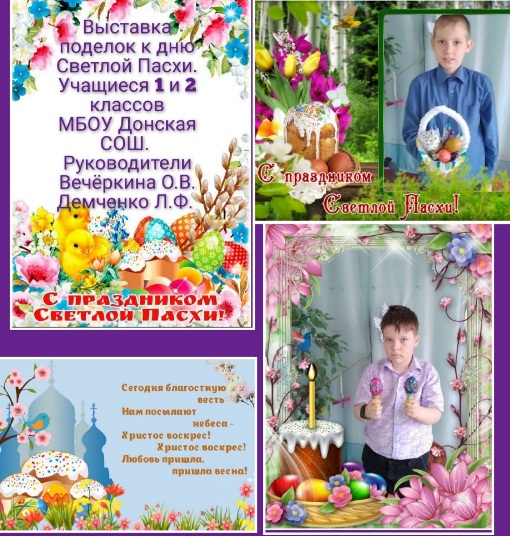 Выставка
поделок к дню
Светлой Пасхи.
Учащиеся 1 и 2
классов
МБОУ Донская
СОШ.
Руководители
Вечёркина О.В.
Демченко Л.Ф.
С праздником
Светлой Пасхи!
С праздником
Светлой Пасхи!
Сегодня благостную
весть
Нам посылают
небеса -
Христос воскрес!
Христос воскрес!
Любовь пришла,
пришла весна!